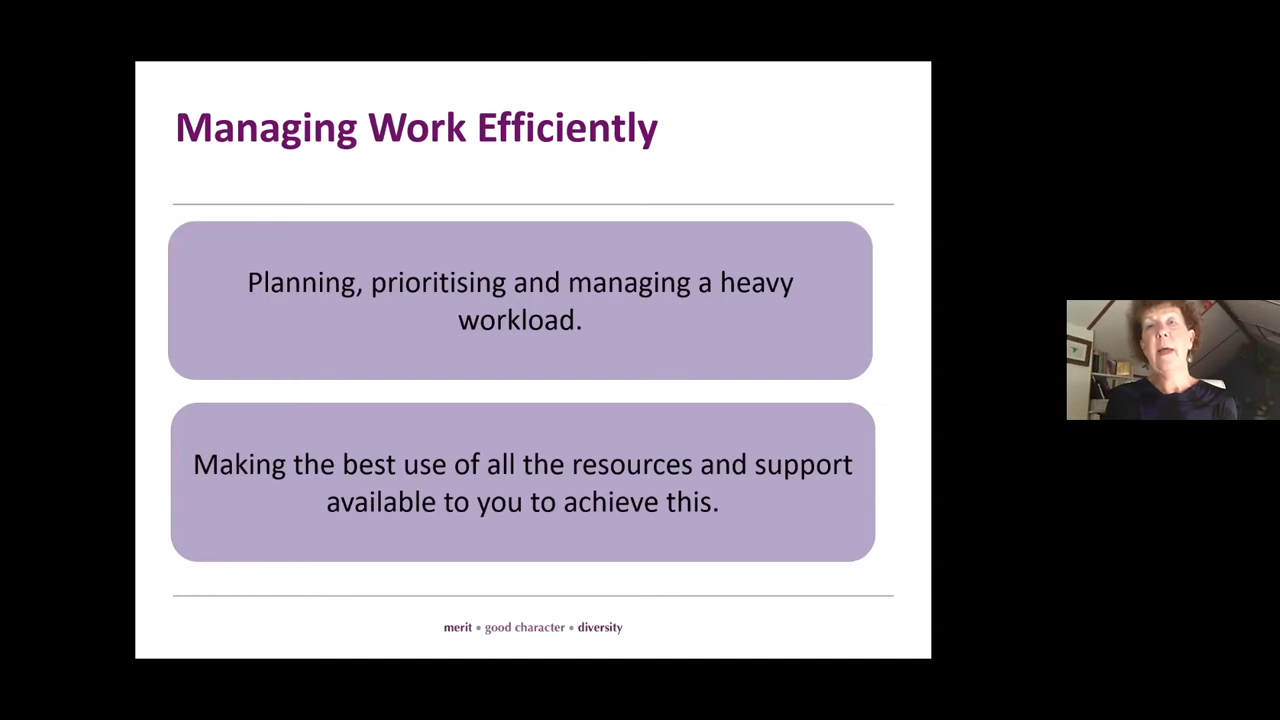 Managing Work Efficiently
Planning, prioritising and managing a heavy
workload.
Making the best use of all the resources and support
available to you to achieve this.
merit • good character • diversity